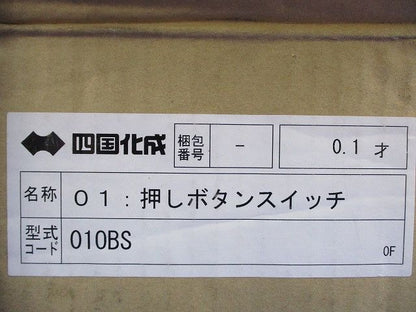 四国化成 梱包番号 - 0.1 才
名称 01：押しボタンスイッチ
型式コード 010BS 0F